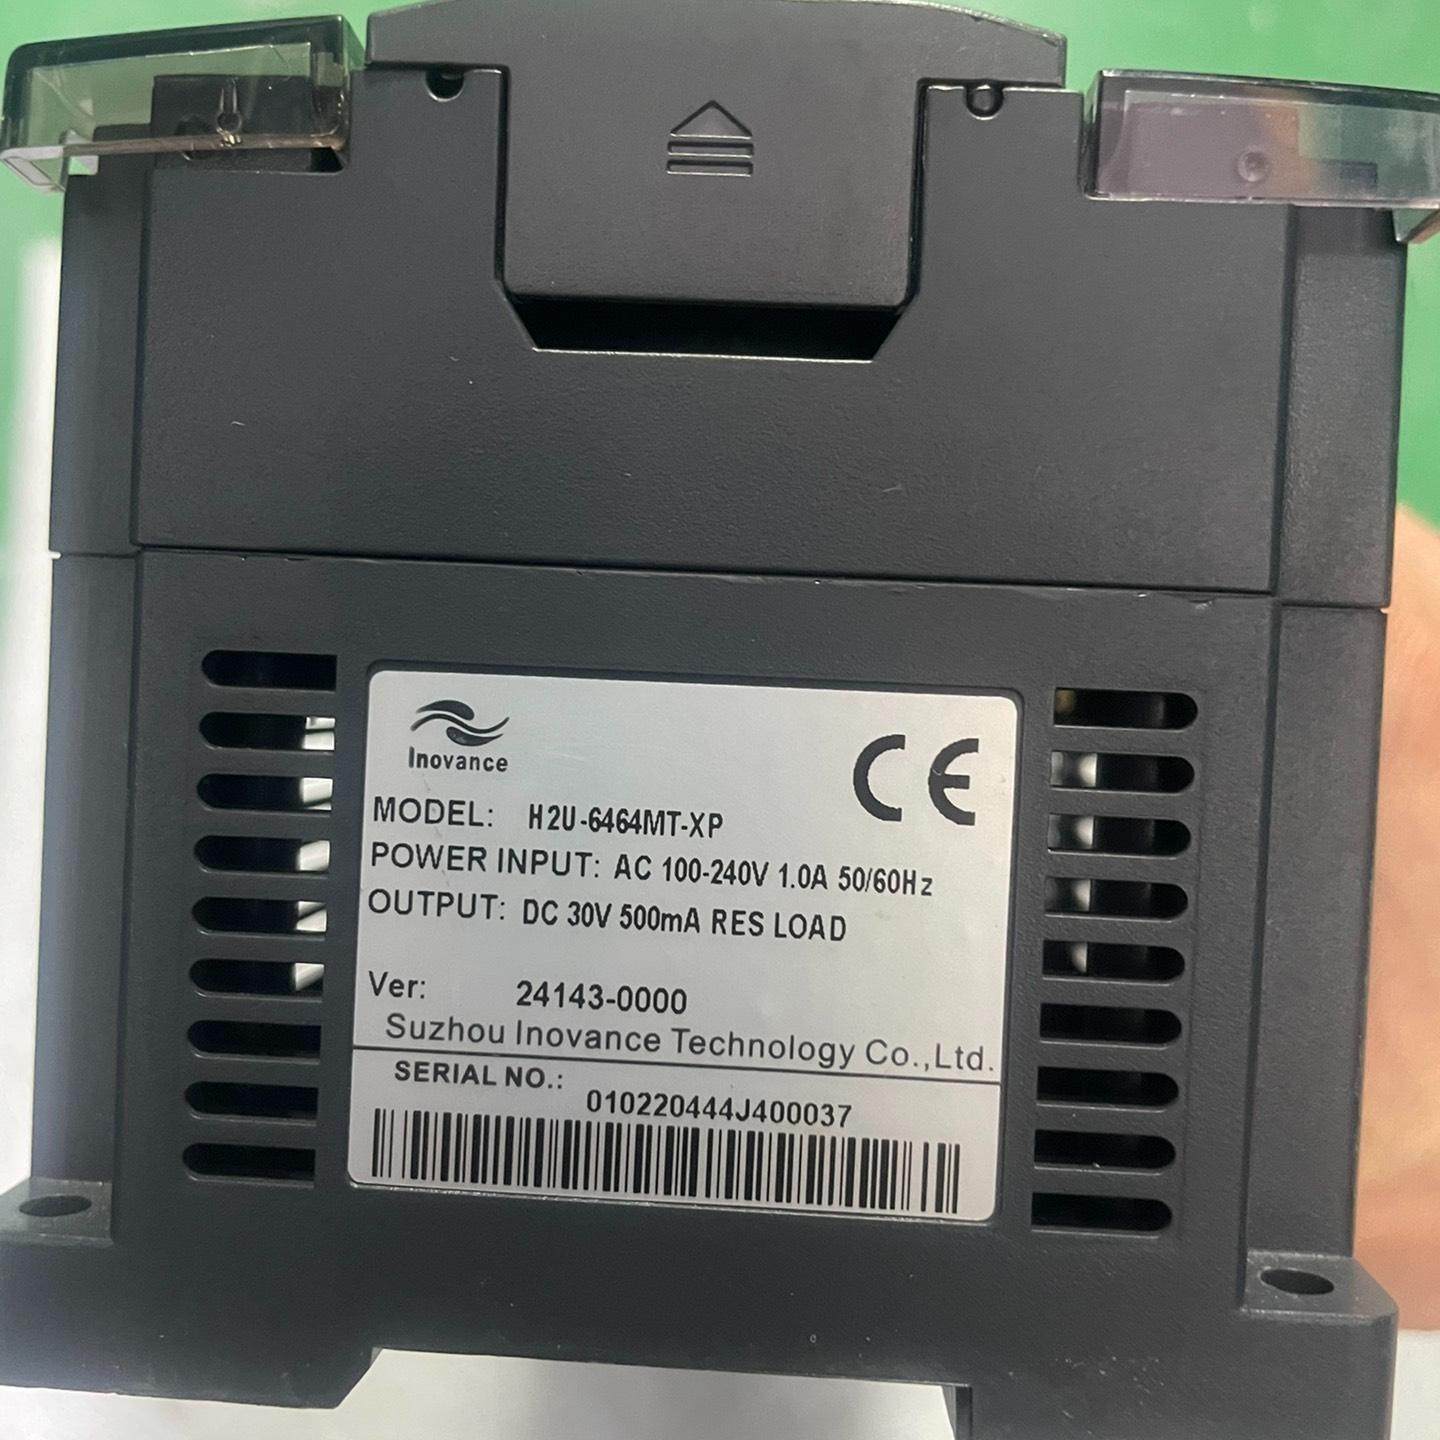 Inovance
CE
MODEL: H2U-6464MT-XP
POWER INPUT: AC 100-240V 1.0A 50/60Hz
OUTPUT: DC 30V 500mA RES LOAD
Ver: 24143-0000
Suzhou Inovance Technology Co.,Ltd.
SERIAL NO.:
010220444J400037